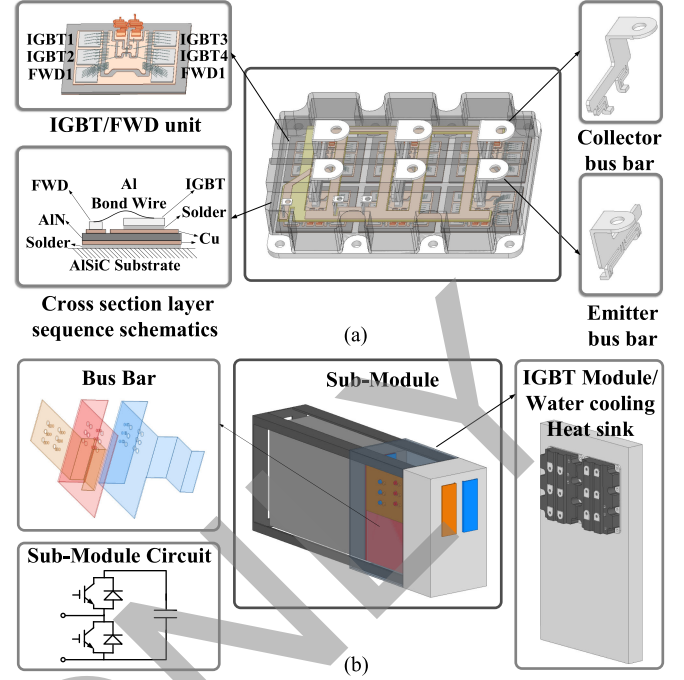 IGBT1
IGBT2
FWD1
IGBT3
IGBT4
FWD1
IGBT/FWD unit
FWD
Al
Bond Wire
IGBT
Solder
AlN
Cu
Solder
AlSiC Substrate
Cross section layer
sequence schematics
Collector
bus bar
Emitter
bus bar
(a)
Bus Bar
Sub-Module
IGBT Module/
Water cooling
Heat sink
Sub-Module Circuit
(b)
NLY